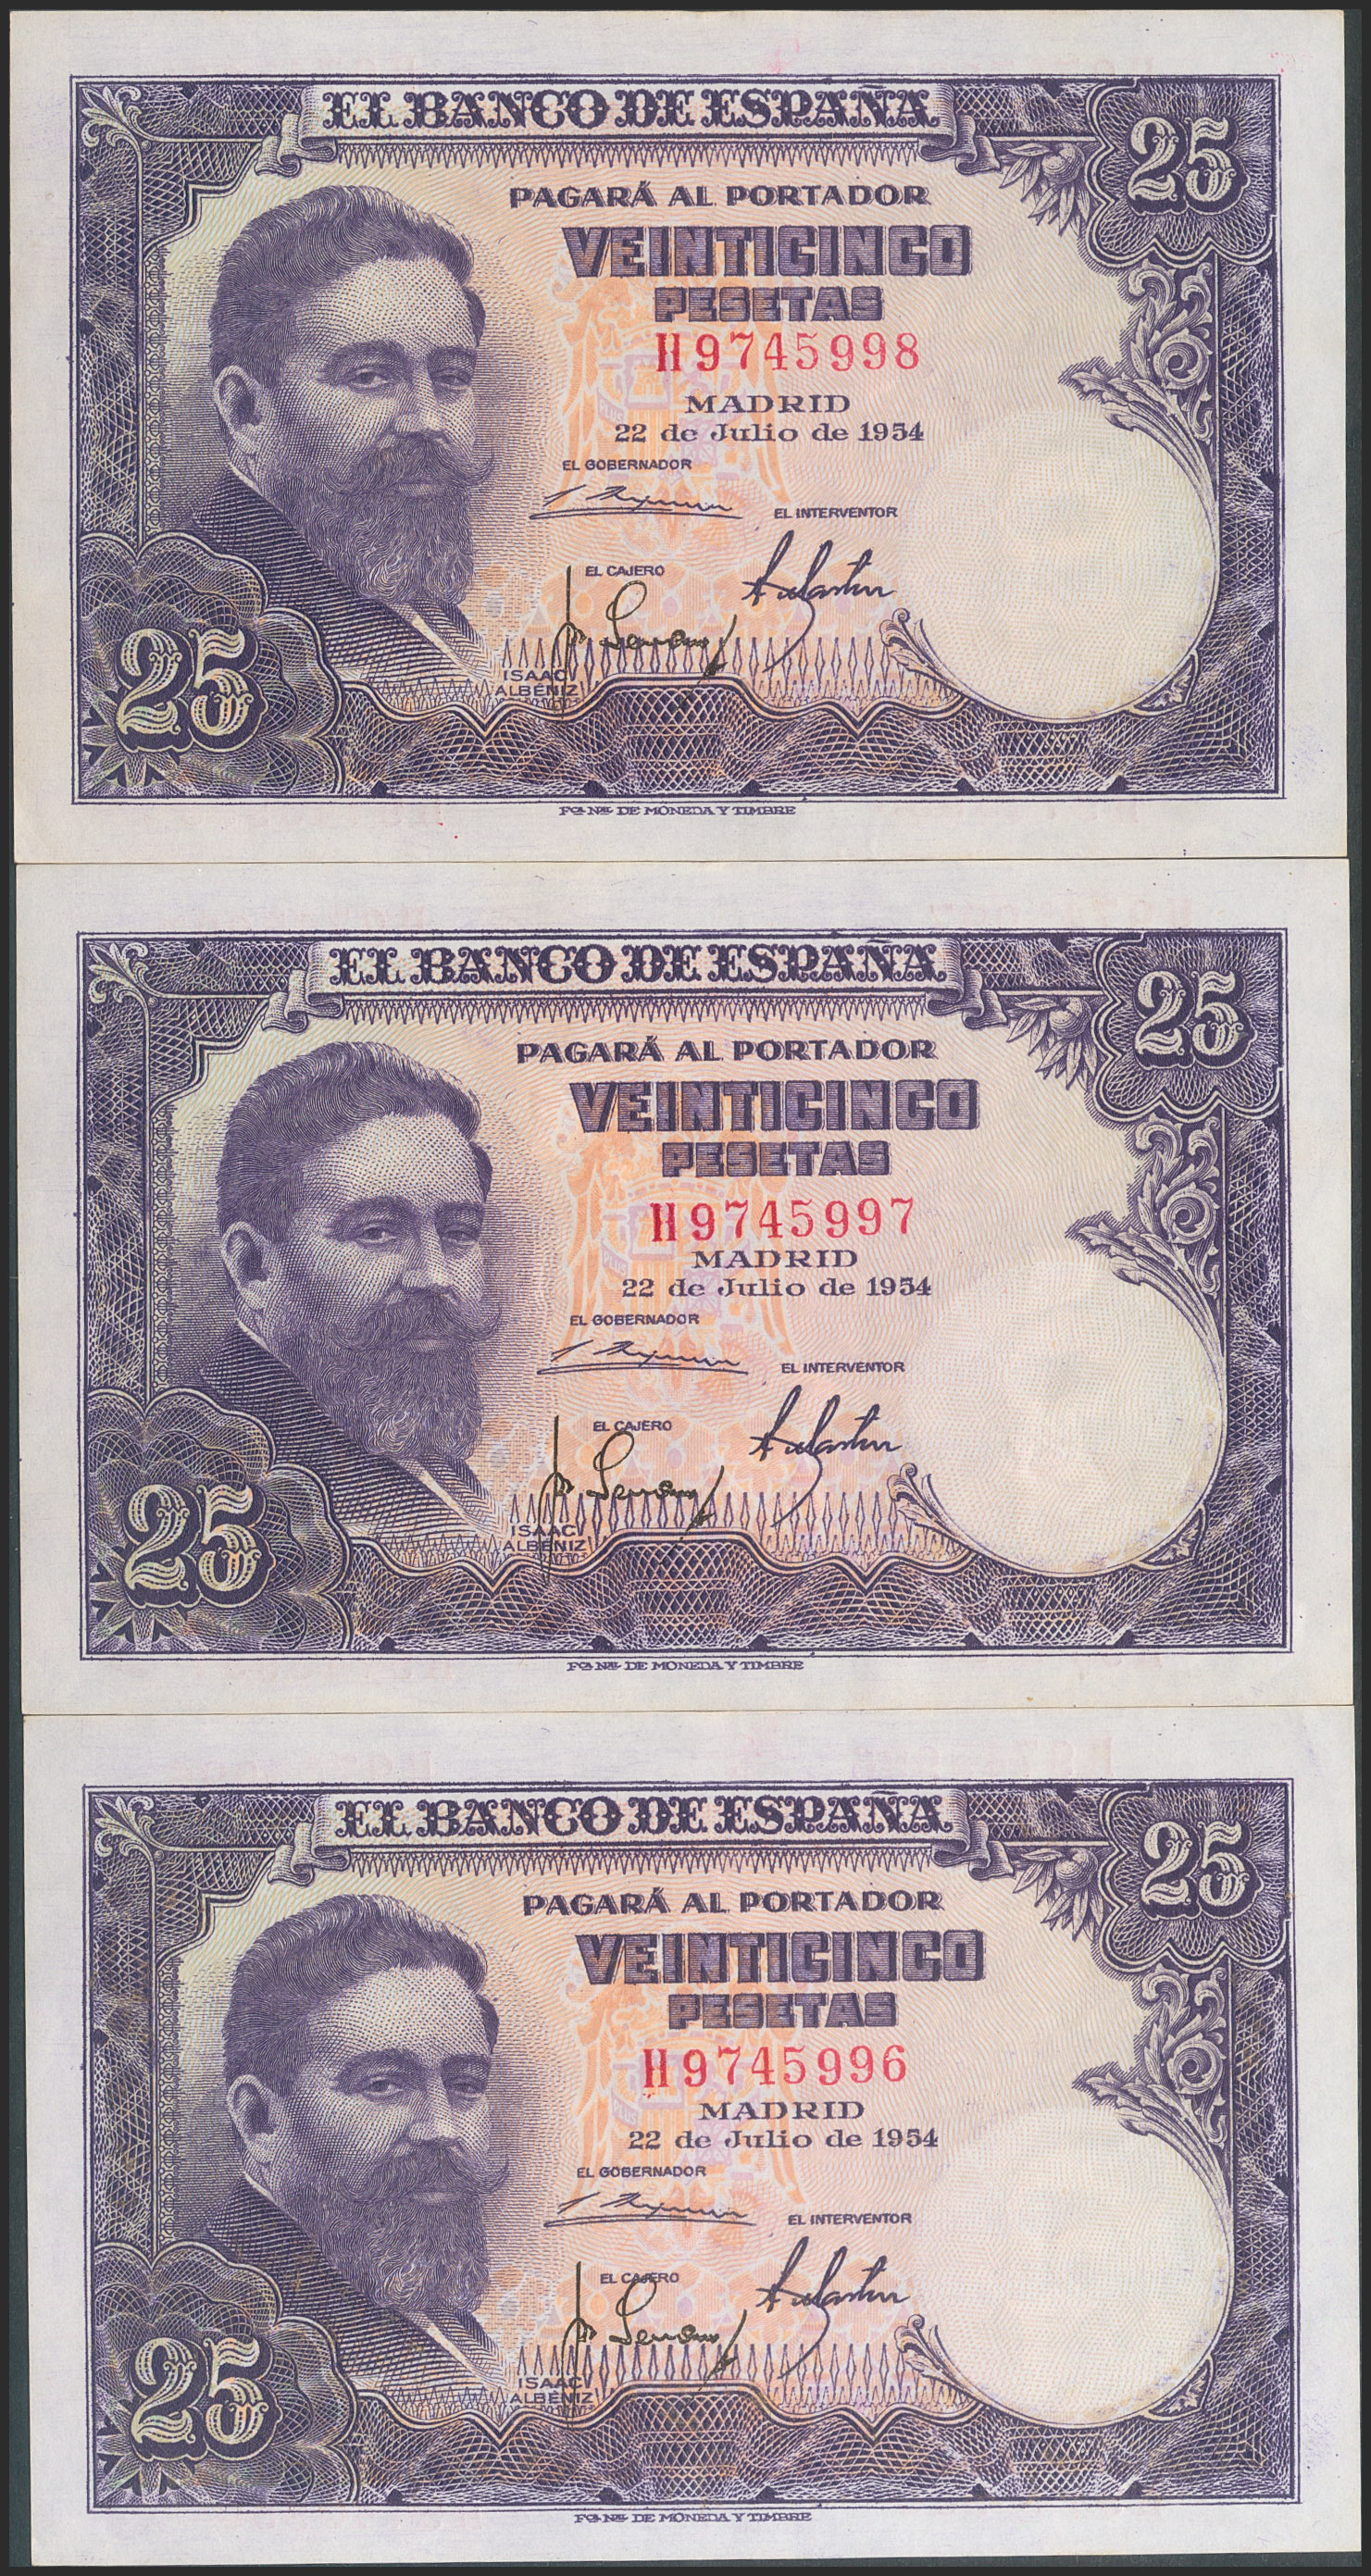 EL BANCO DE ESPAÑA
25
PAGARÁ AL PORTADOR
VEINTICINCO
PESETAS
H9745998
MADRID
22 de Julio de 1954
EL GOBERNADOR
EL INTERVENTOR
EL CAJERO
ISAAC
ALBÉNIZ
25
Fca. Nal. DE MONEDA Y TIMBRE
EL BANCO DE ESPAÑA
25
PAGARÁ AL PORTADOR
VEINTICINCO
PESETAS
H9745997
MADRID
22 de Julio de 1954
EL GOBERNADOR
EL INTERVENTOR
EL CAJERO
ISAAC
ALBÉNIZ
25
Fca. Nal. DE MONEDA Y TIMBRE
EL BANCO DE ESPAÑA
25
PAGARÁ AL PORTADOR
VEINTICINCO
PESETAS
H9745996
PLUS
MADRID
22 de Julio de 1954
EL GOBERNADOR
EL INTERVENTOR
EL CAJERO
ISAAC
ALBÉNIZ
25
Fca. Nal. DE MONEDA Y TIMBRE